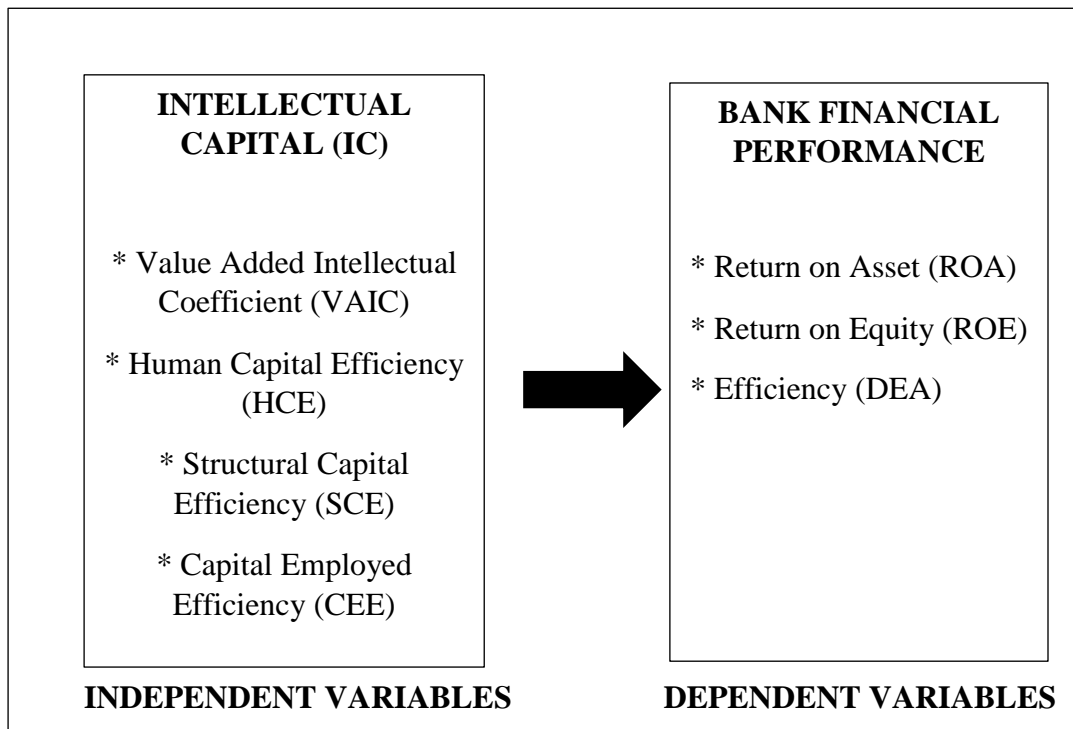 INTELLECTUAL
CAPITAL (IC)
* Value Added Intellectual
Coefficient (VAIC)
* Human Capital Efficiency
(HCE)
* Structural Capital
Efficiency (SCE)
* Capital Employed
Efficiency (CEE)
INDEPENDENT VARIABLES
BANK FINANCIAL
PERFORMANCE
* Return on Asset (ROA)
* Return on Equity (ROE)
* Efficiency (DEA)
DEPENDENT VARIABLES